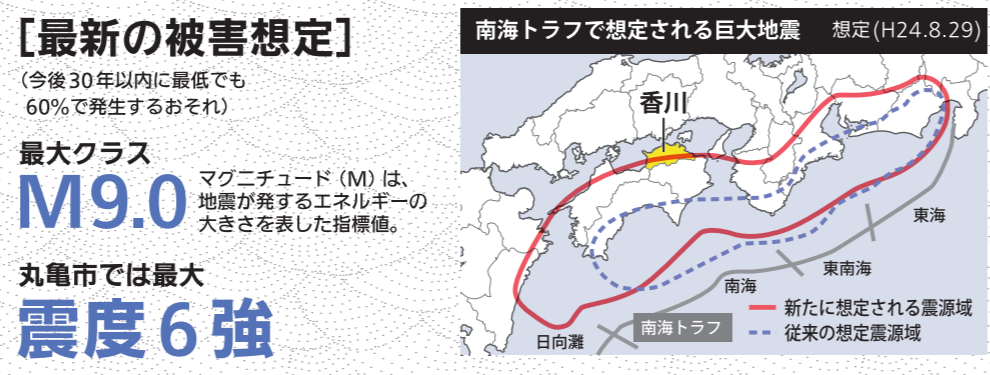 [最新の被害想定]
（今後30年以内に最低でも
60%で発生するおそれ）
最大クラス
M9.0
マグニチュード（M）は、
地震が発するエネルギーの
大きさを表した指標値。
丸亀市では最大
震度6強
南海トラフで想定される巨大地震 想定(H24.8.29)
香川
東海
東南海
南海
南海トラフ
日向灘
新たに想定される震源域
従来の想定震源域